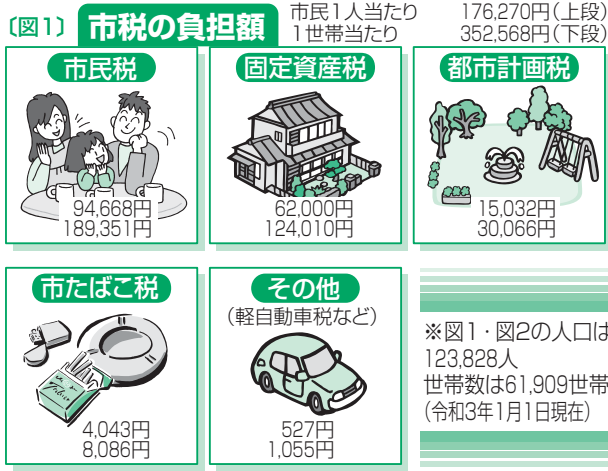 〔図1〕 市税の負担額
市民1人当たり 176,270円(上段)
1世帯当たり 352,568円(下段)
市民税
94,668円
189,351円
固定資産税
62,000円
124,010円
都市計画税
15,032円
30,066円
市たばこ税
4,043円
8,086円
その他
(軽自動車税など)
527円
1,055円
※図1・図2の人口は
123,828人
世帯数は61,909世帯
(令和3年1月1日現在)